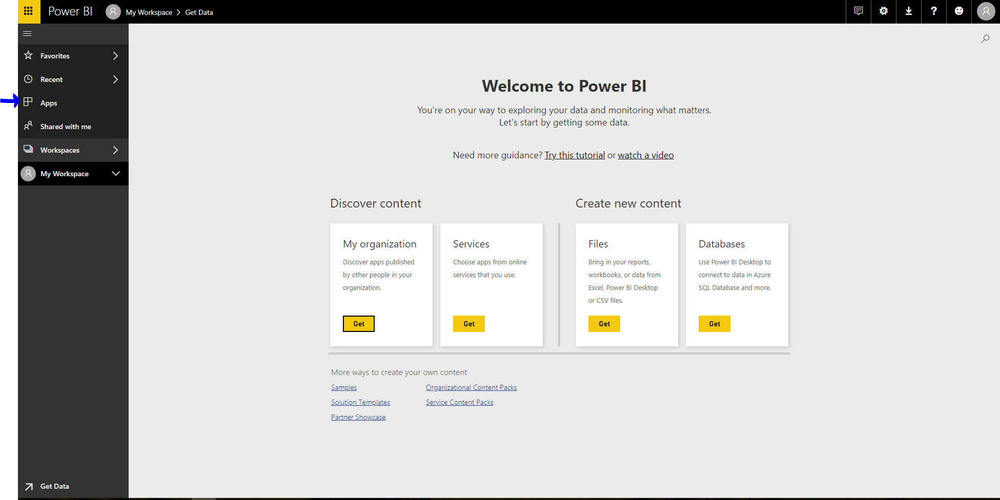 Power BI
My Workspace > Get Data
Favorites
Recent
Apps
Shared with me
Workspaces
My Workspace
Get Data
Welcome to Power BI
You're on your way to exploring your data and monitoring what matters.
Let's start by getting some data.
Need more guidance? Try this tutorial or watch a video
Discover content
My organization
Discover apps published
by other people in your
organization.
Get
Services
Choose apps from online
services that you use.
Get
Create new content
Files
Bring in your reports,
workbooks, or data from
Excel, Power BI Desktop
or CSV files.
Get
Databases
Use Power BI Desktop to
connect to data in Azure
SQL Database and more.
Get
More ways to create your own content
Samples
Solution Templates
Partner Showcase
Organizational Content Packs
Service Content Packs